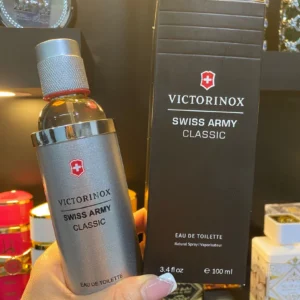 VICTORINOX
SWISS ARMY
CLASSIC
EAU DE TOILETTE
VICTORINOX
SWISS ARMY
CLASSIC
EAU DE TOILETTE
Natural Spray / Vaporisateur
3.4 fl oz
℮ 100 ml